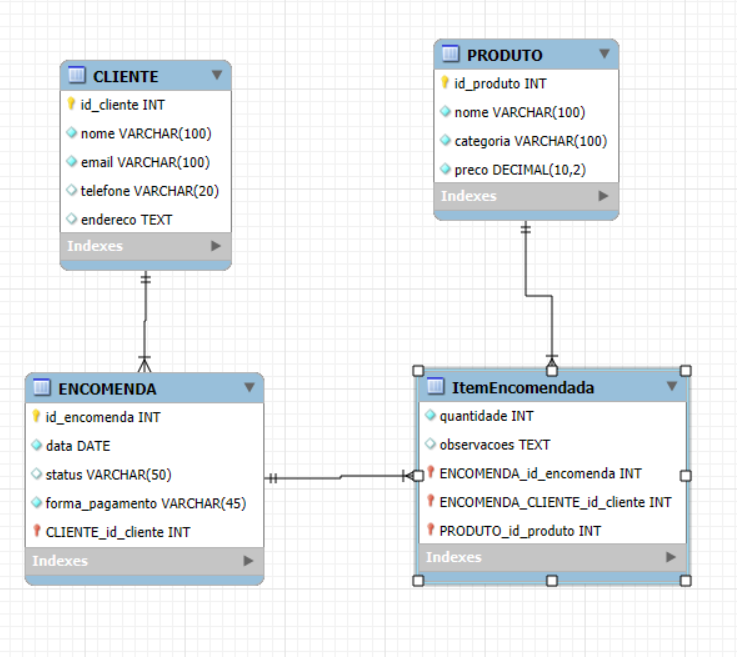 CLIENTE
id_cliente INT
nome VARCHAR(100)
email VARCHAR(100)
telefone VARCHAR(20)
endereco TEXT
Indexes
PRODUTO
id_produto INT
nome VARCHAR(100)
categoria VARCHAR(100)
preco DECIMAL(10,2)
Indexes
ENCOMENDA
id_encomenda INT
data DATE
status VARCHAR(50)
forma_pagamento VARCHAR(45)
CLIENTE_id_cliente INT
Indexes
ItemEncomendada
quantidade INT
observacoes TEXT
ENCOMENDA_id_encomenda INT
ENCOMENDA_CLIENTE_id_cliente INT
PRODUTO_id_produto INT
Indexes